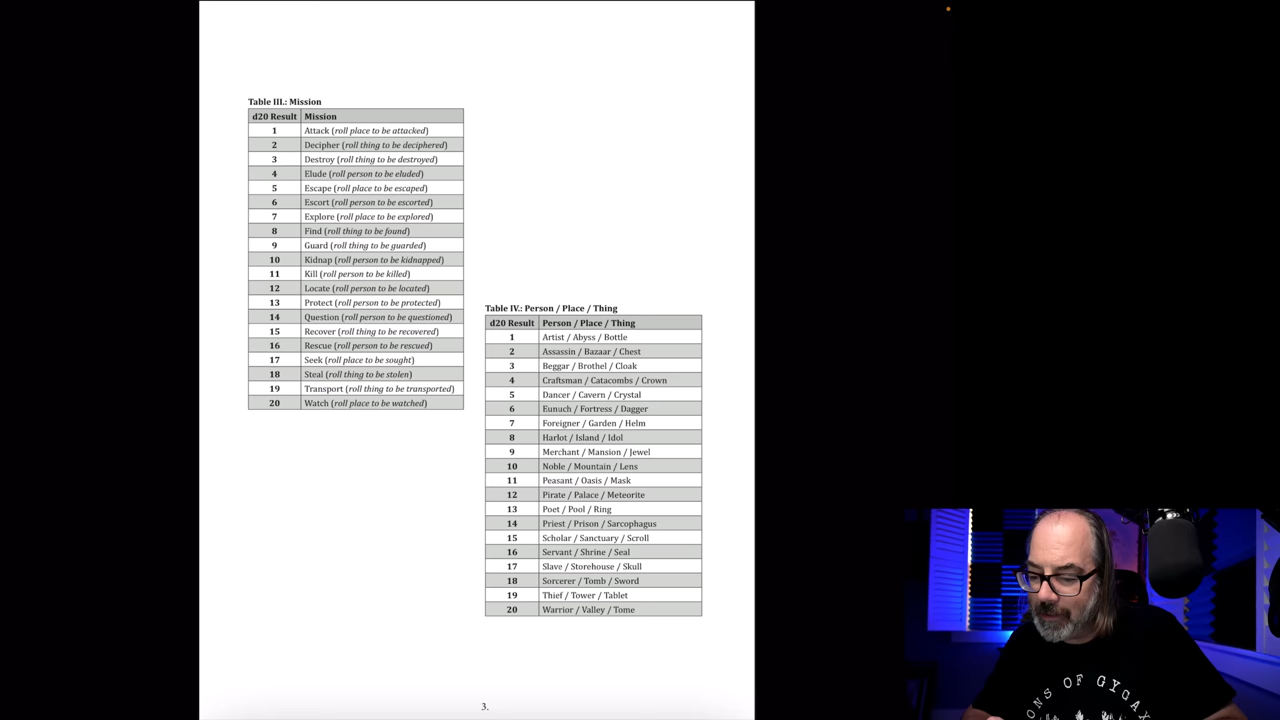 Table III.: Mission
d20 Result Mission
1 Attack (roll place to be attacked)
2 Decipher (roll thing to be deciphered)
3 Destroy (roll thing to be destroyed)
4 Elude (roll person to be eluded)
5 Escape (roll place to be escaped)
6 Escort (roll person to be escorted)
7 Explore (roll place to be explored)
8 Find (roll thing to be found)
9 Guard (roll thing to be guarded)
10 Kidnap (roll person to be kidnapped)
11 Kill (roll person to be killed)
12 Locate (roll person to be located)
13 Protect (roll person to be protected)
14 Question (roll person to be questioned)
15 Recover (roll thing to be recovered)
16 Rescue (roll person to be rescued)
17 Seek (roll place to be sought)
18 Steal (roll thing to be stolen)
19 Transport (roll thing to be transported)
20 Watch (roll place to be watched)
Table IV.: Person / Place / Thing
d20 Result Person / Place / Thing
1 Artist / Abyss / Bottle
2 Assassin / Bazaar / Chest
3 Beggar / Brothel / Cloak
4 Craftsman / Catacombs / Crown
5 Dancer / Cavern / Crystal
6 Eunuch / Fortress / Dagger
7 Foreigner / Garden / Helm
8 Harlot / Island / Idol
9 Merchant / Mansion / Jewel
10 Noble / Mountain / Lens
11 Peasant / Oasis / Mask
12 Pirate / Palace / Meteorite
13 Poet / Pool / Ring
14 Priest / Prison / Sarcophagus
15 Scholar / Sanctuary / Scroll
16 Servant / Shrine / Seal
17 Slave / Storehouse / Skull
18 Sorcerer / Tomb / Sword
19 Thief / Tower / Tablet
20 Warrior / Valley / Tome
3.
ONS OF GYGAX